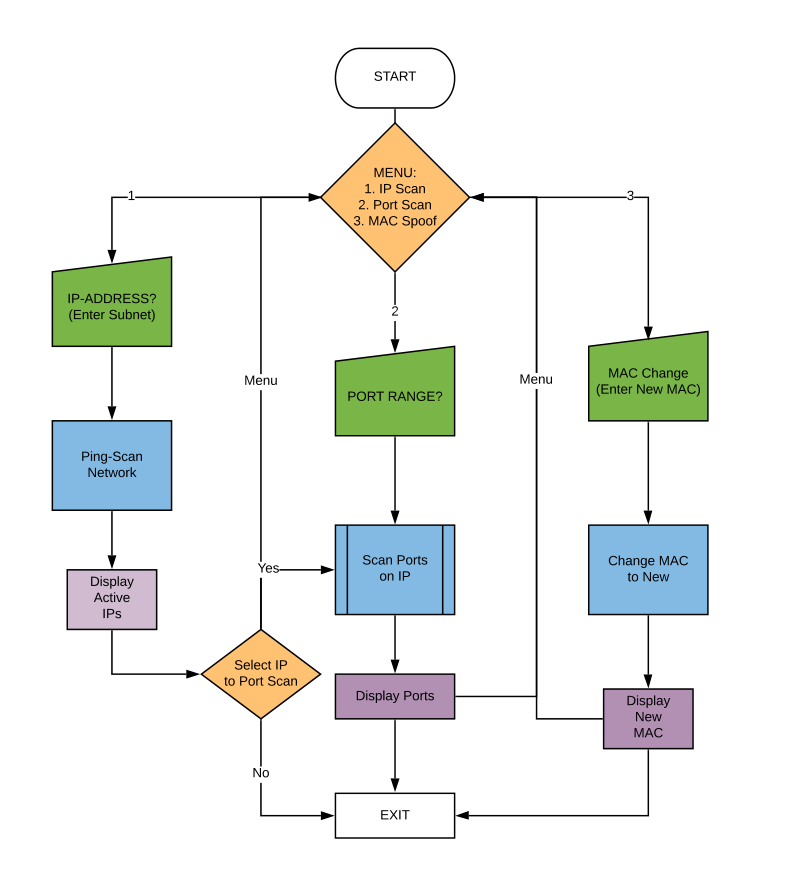 START
MENU:
1. IP Scan
2. Port Scan
3. MAC Spoof
1
3
IP-ADDRESS?
(Enter Subnet)
2
Menu
Menu
MAC Change
(Enter New MAC)
PORT RANGE?
Ping-Scan
Network
Scan Ports
on IP
Change MAC
to New
Yes
Display
Active
IPs
Select IP
to Port Scan
Display Ports
Display
New
MAC
No
EXIT